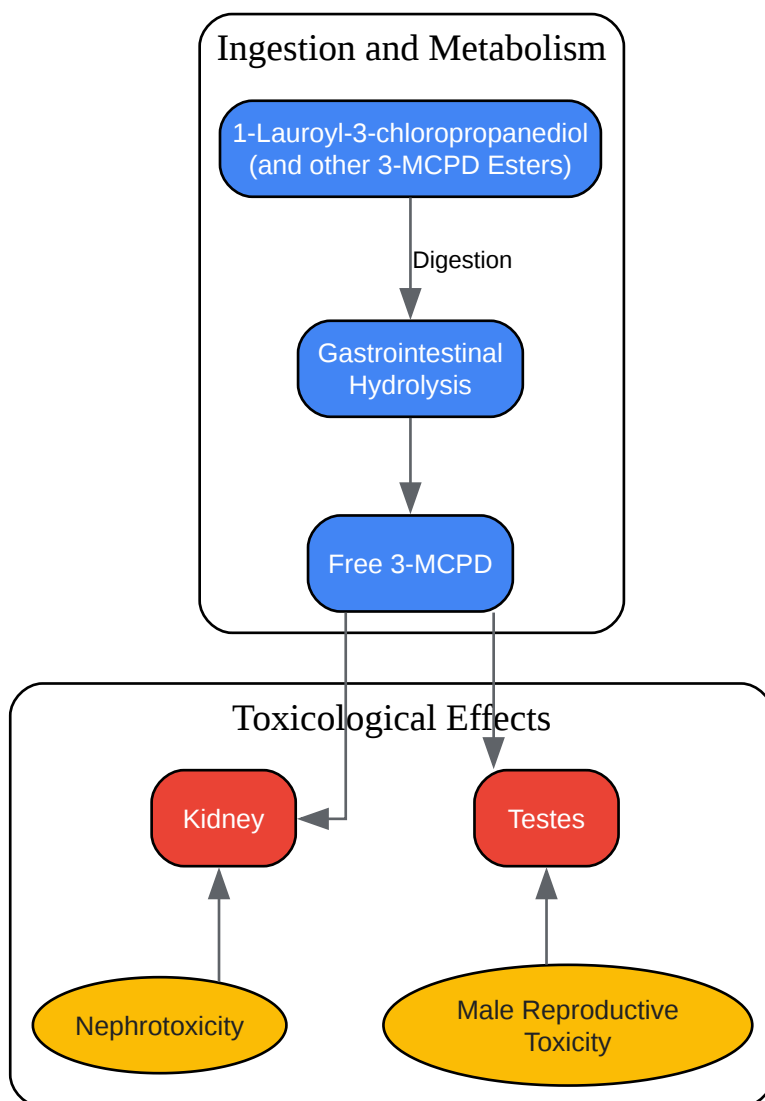 Ingestion and Metabolism
1-Lauroyl-3-chloropropanediol
(and other 3-MCPD Esters)
Digestion
Gastrointestinal
Hydrolysis
Free 3-MCPD
Toxicological Effects
Kidney
Testes
Nephrotoxicity
Male Reproductive
Toxicity